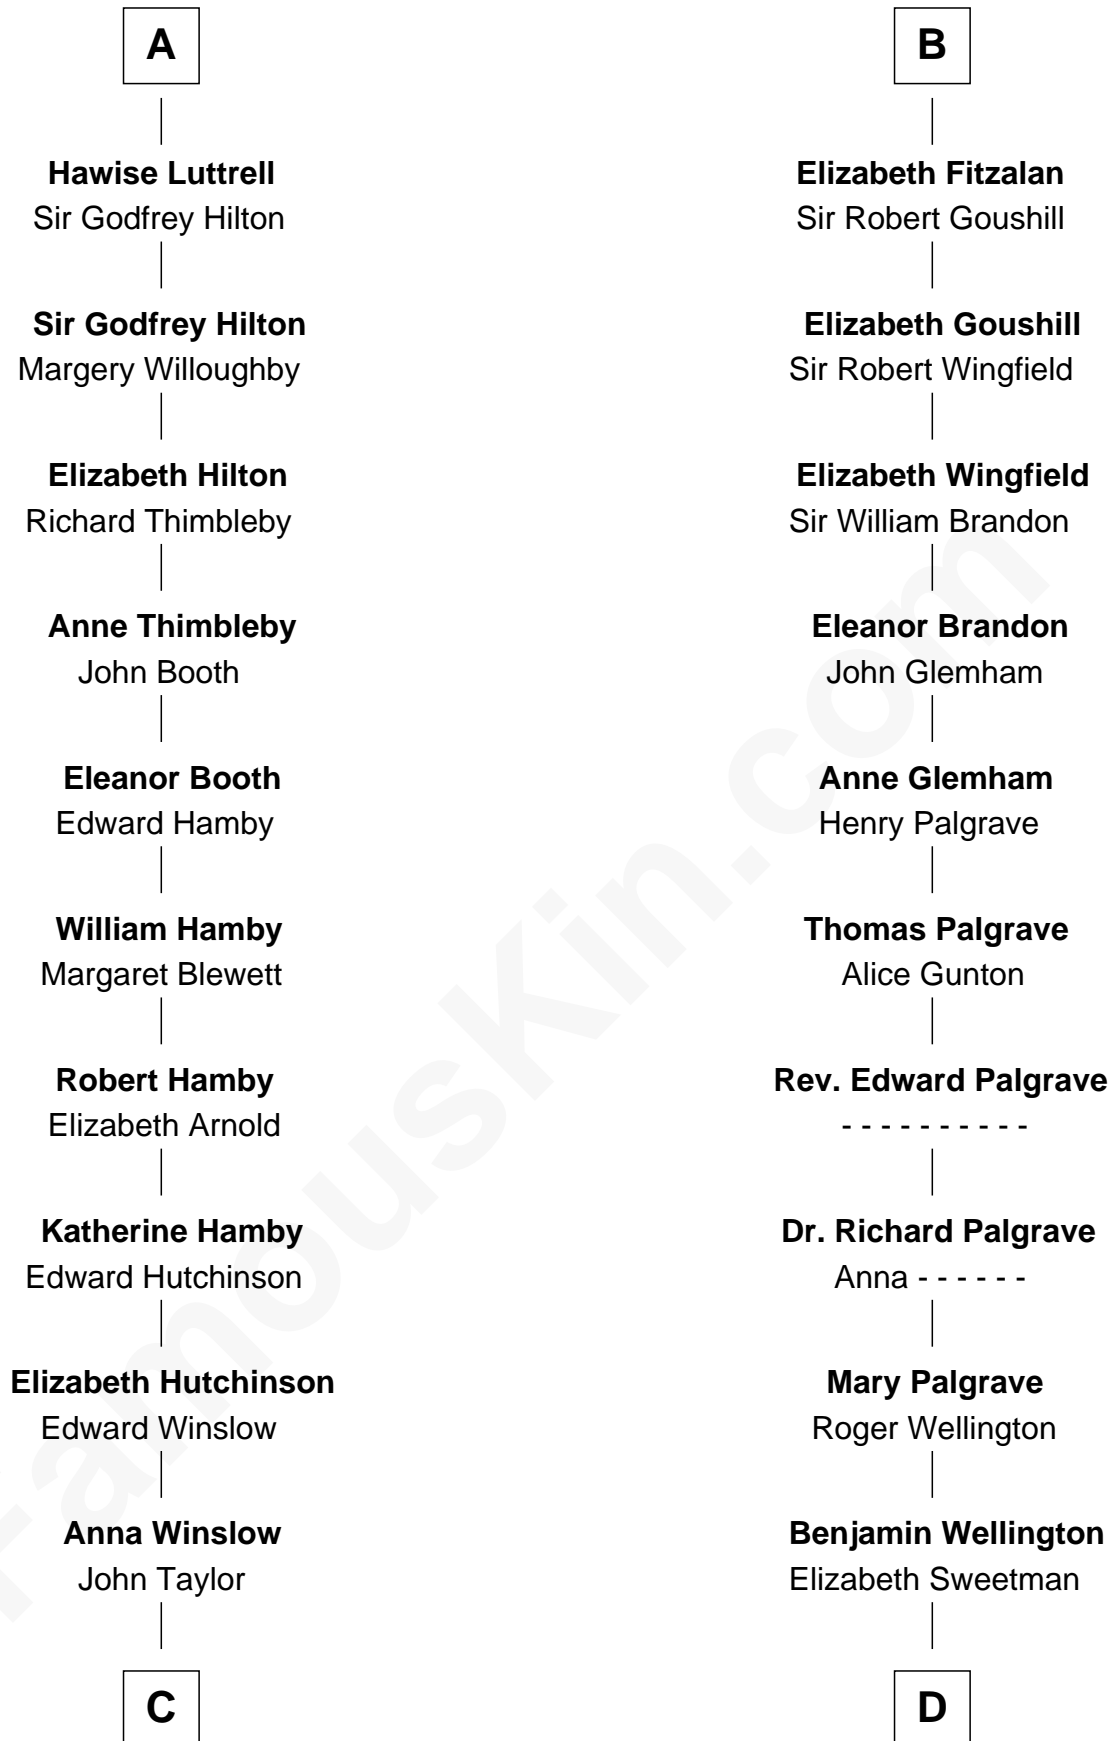 A
Hawise Luttrell
Sir Godfrey Hilton
Sir Godfrey Hilton
Margery Willoughby
Elizabeth Hilton
Richard Thimbleby
Anne Thimbleby
John Booth
Eleanor Booth
Edward Hamby
William Hamby
Margaret Blewett
Robert Hamby
Elizabeth Arnold
Katherine Hamby
Edward Hutchinson
Elizabeth Hutchinson
Edward Winslow
Anna Winslow
John Taylor
C
B
Elizabeth Fitzalan
Sir Robert Goushill
Elizabeth Goushill
Sir Robert Wingfield
Elizabeth Wingfield
Sir William Brandon
Eleanor Brandon
John Glemham
Anne Glemham
Henry Palgrave
Thomas Palgrave
Alice Gunton
Rev. Edward Palgrave
- - - - - - - - - -
Dr. Richard Palgrave
Anna - - - - - -
Mary Palgrave
Roger Wellington
Benjamin Wellington
Elizabeth Sweetman
D
FamousKin.com